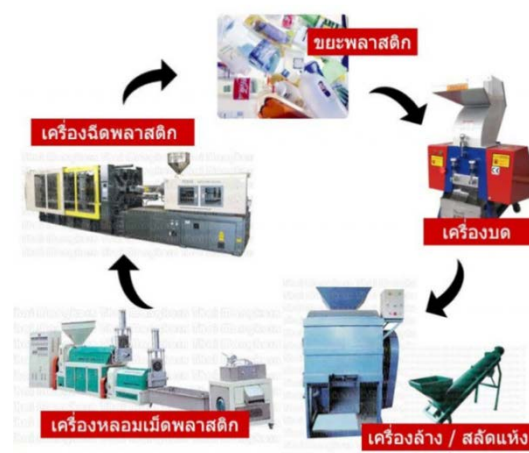 ขยะพลาสติก
เครื่องบด
เครื่องล้าง / สลัดแห้ง
เครื่องหลอมเม็ดพลาสติก
เครื่องฉีดพลาสติก